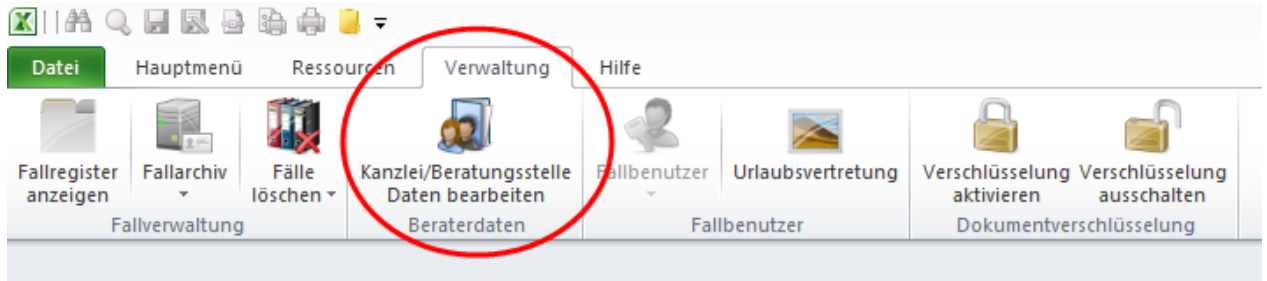 Datei Hauptmenü Ressourcen Verwaltung Hilfe
Fallregister anzeigen
Fallarchiv
Fälle löschen
Kanzlei/Beratungsstelle Daten bearbeiten
Fallbenutzer
Urlaubsvertretung
Verschlüsselung aktivieren
Verschlüsselung ausschalten
Fallverwaltung Beraterdaten Fallbenutzer Dokumentverschlüsselung